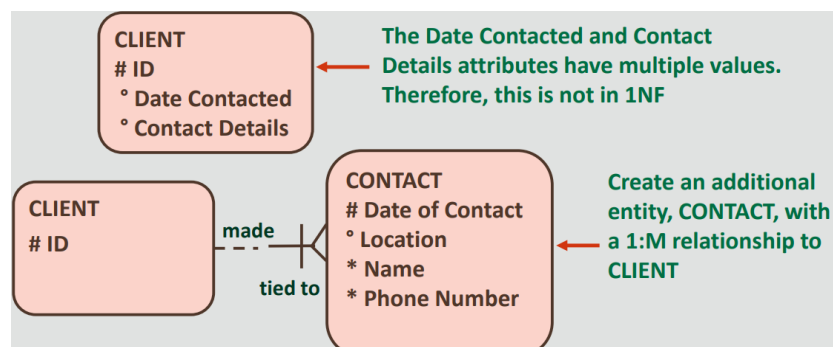 CLIENT
# ID
° Date Contacted
° Contact Details
The Date Contacted and Contact
Details attributes have multiple values.
Therefore, this is not in 1NF
CLIENT
# ID
made
tied to
CONTACT
# Date of Contact
° Location
* Name
* Phone Number
Create an additional
entity, CONTACT, with
a 1:M relationship to
CLIENT